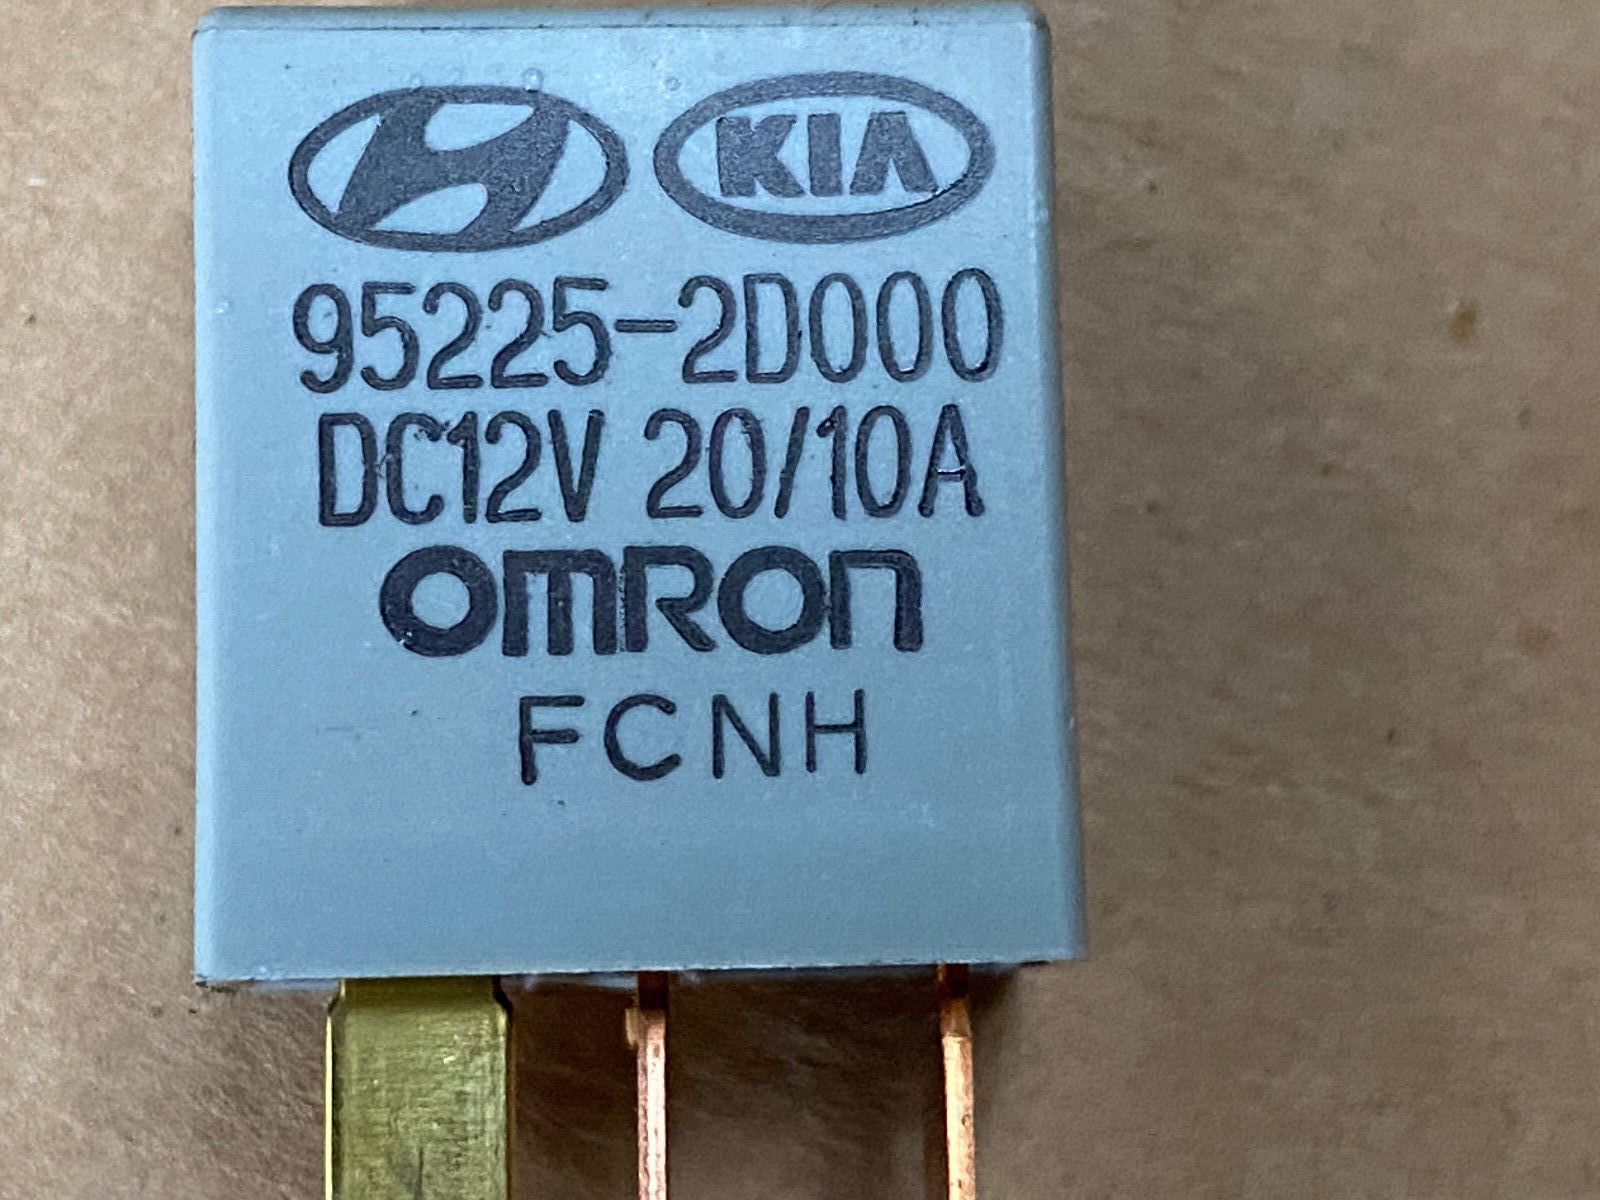 KIA
95225-2D000
DC12V 20/10A
OMRON
FCNH